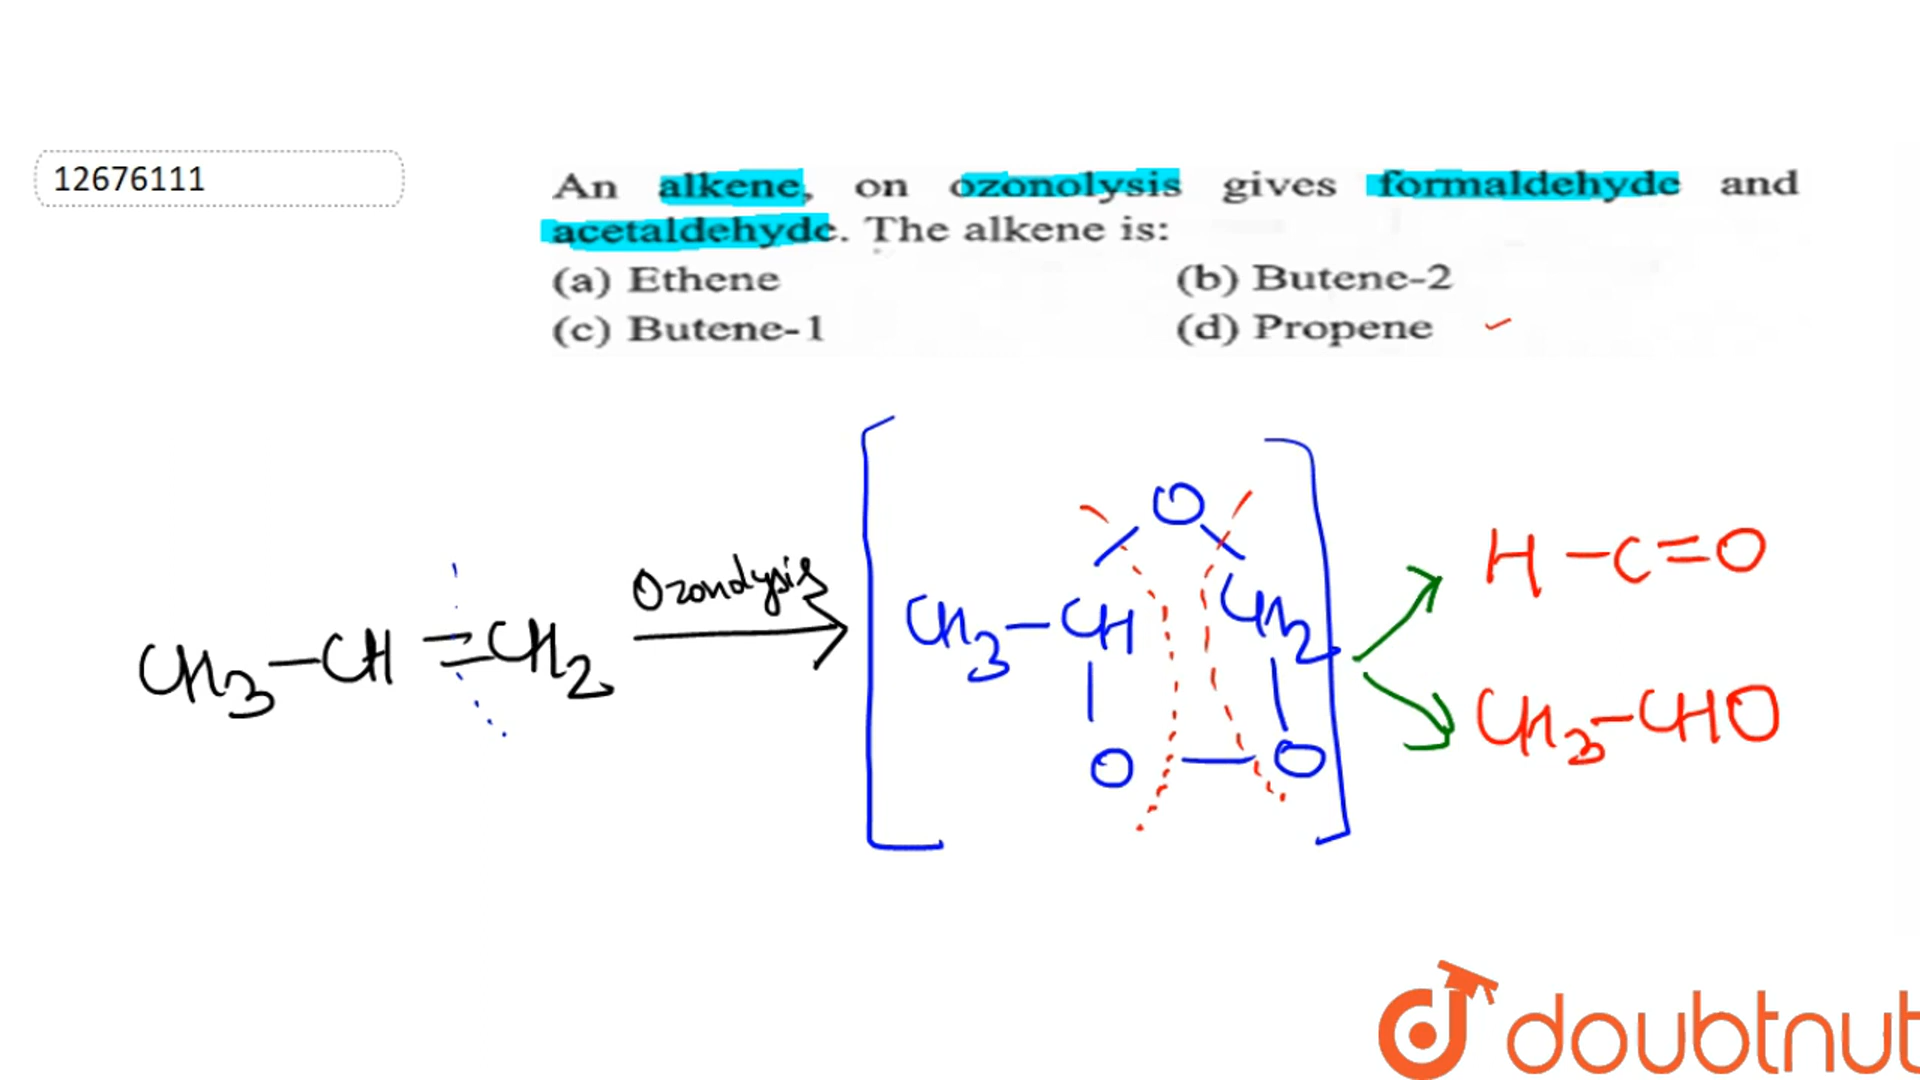 12676111
An alkene, on ozonolysis gives formaldehyde and
acetaldehyde. The alkene is:
(a) Ethene (b) Butene-2
(c) Butene-1 (d) Propene
CH3-CH=CH2
Ozonolysis
O
CH3-CH CH2
O - O
H-C=O
CH3-CHO
doubtnut